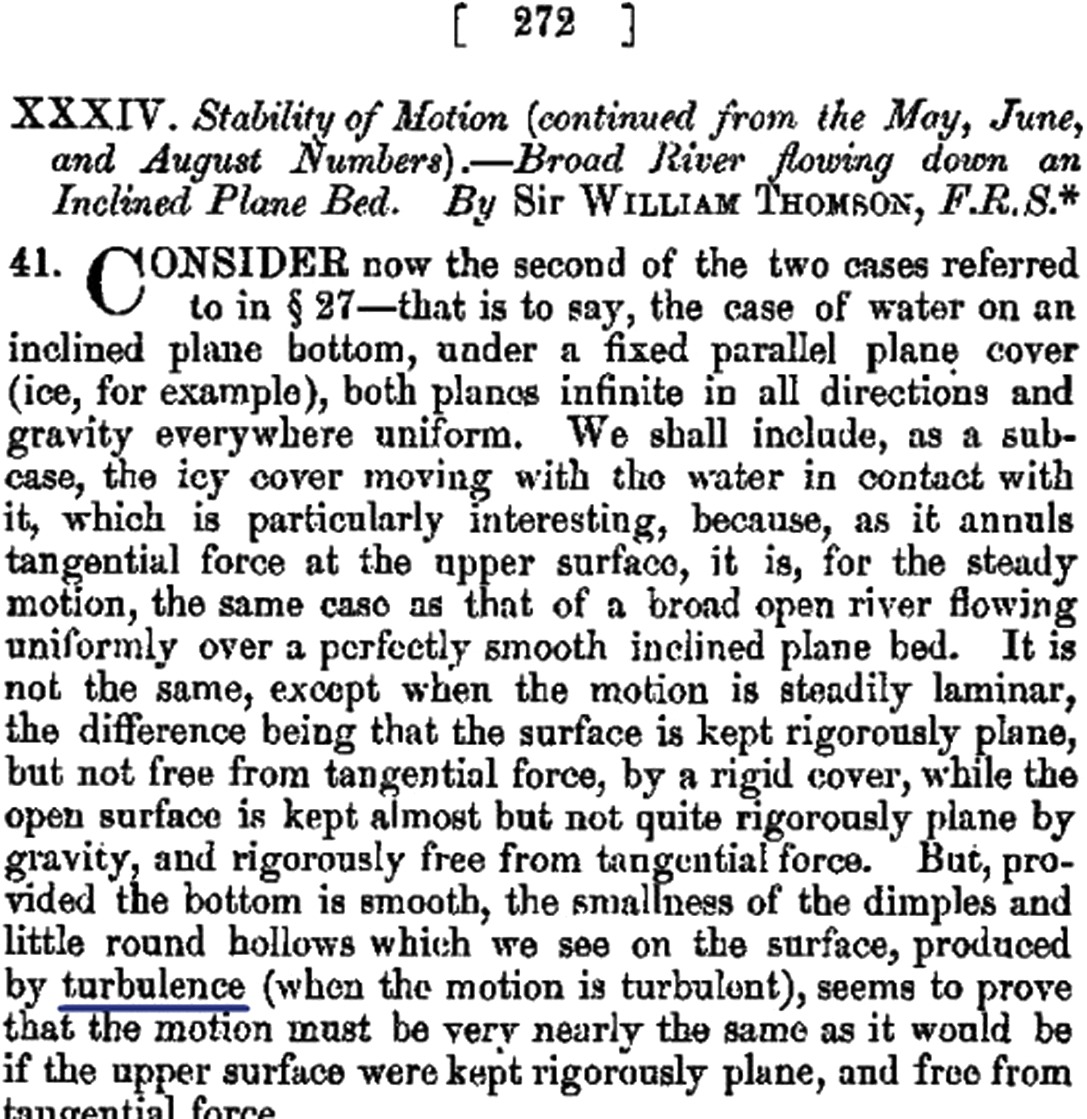 [ 272 ]
XXXIV. Stability of Motion (continued from the May, June,
and August Numbers).—Broad River flowing down an
Inclined Plane Bed. By Sir WILLIAM THOMSON, F.R.S.*
41. CONSIDER now the second of the two cases referred
to in § 27—that is to say, the case of water on an
inclined plane bottom, under a fixed parallel plane cover
(ice, for example), both planes infinite in all directions and
gravity everywhere uniform. We shall include, as a sub-
case, the icy cover moving with the water in contact with
it, which is particularly interesting, because, as it annuls
tangential force at the upper surface, it is, for the steady
motion, the same case as that of a broad open river flowing
uniformly over a perfectly smooth inclined plane bed. It is
not the same, except when the motion is steadily laminar,
the difference being that the surface is kept rigorously plane,
but not free from tangential force, by a rigid cover, while the
open surface is kept almost but not quite rigorously plane by
gravity, and rigorously free from tangential force. But, pro-
vided the bottom is smooth, the smallness of the dimples and
little round hollows which we see on the surface, produced
by turbulence (when the motion is turbulent), seems to prove
that the motion must be very nearly the same as it would be
if the upper surface were kept rigorously plane, and free from
tangential force.